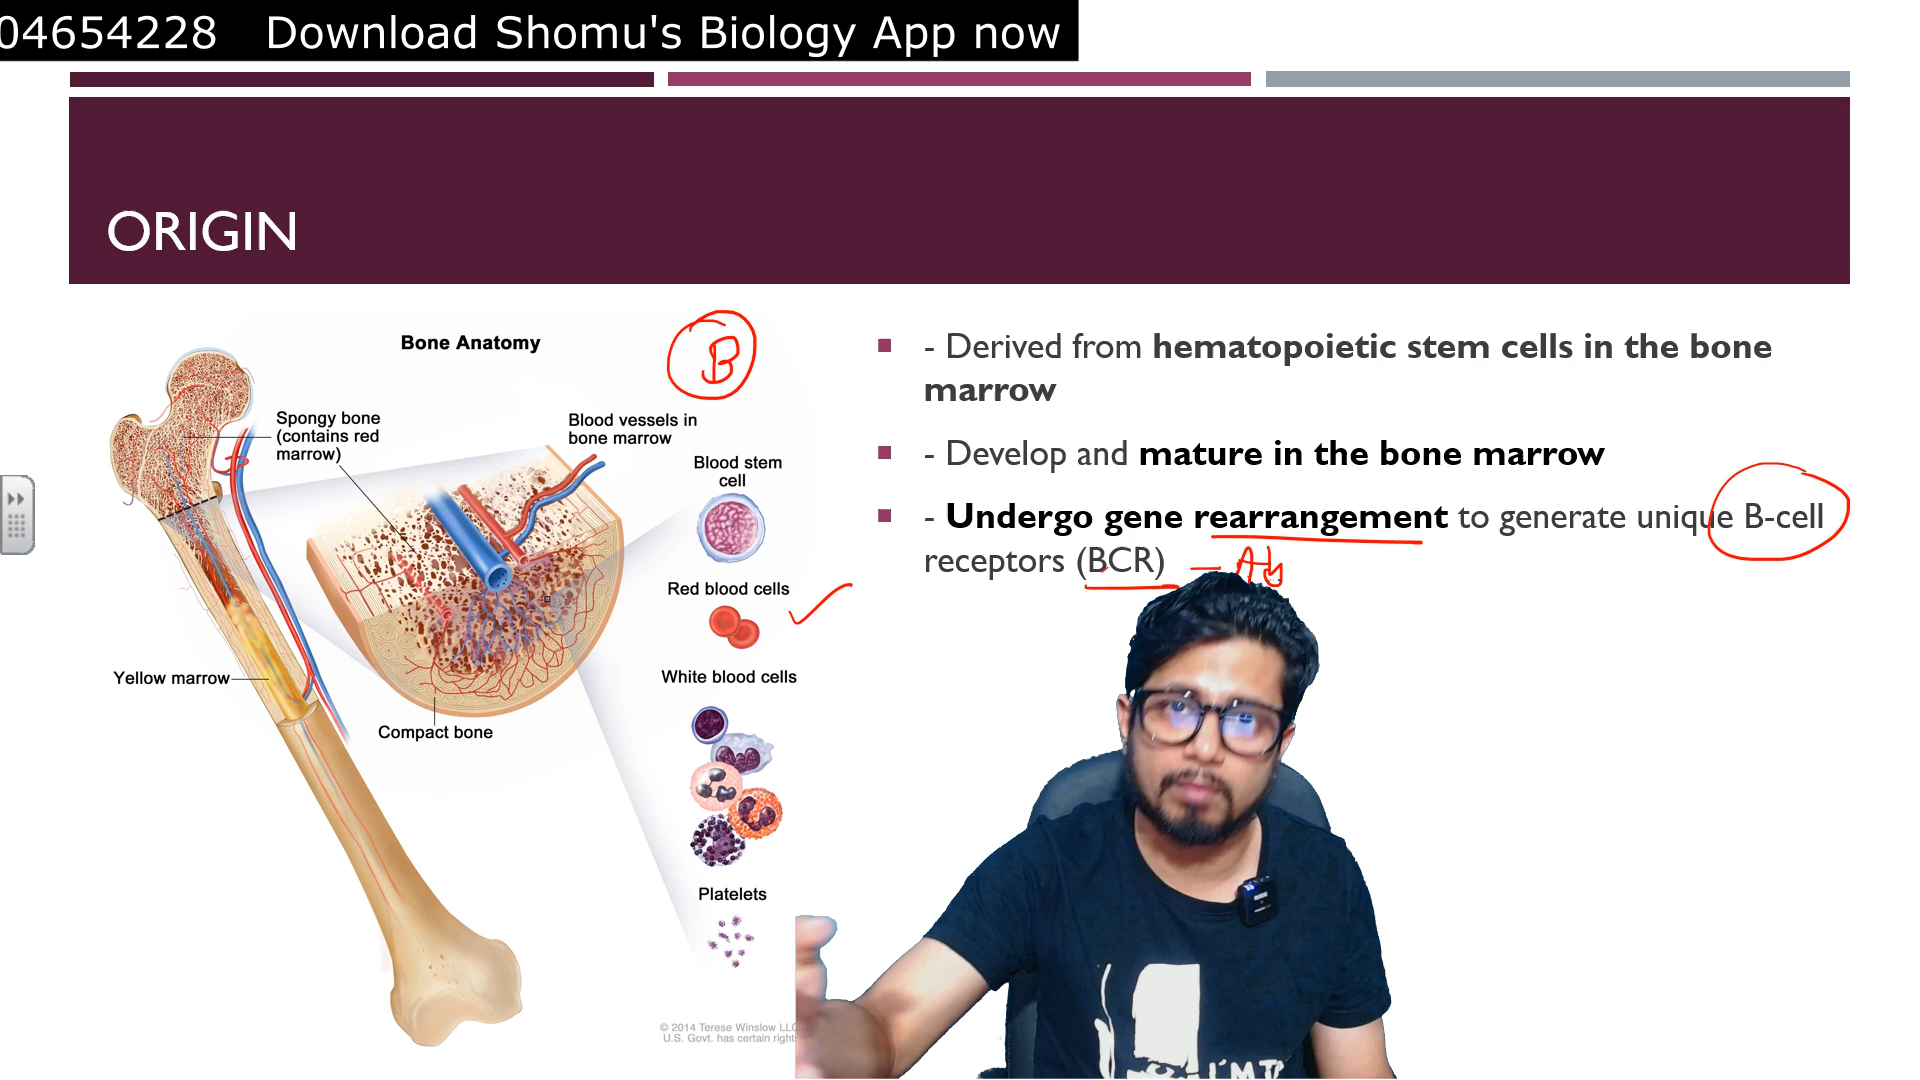 04654228 Download Shomu's Biology App now
ORIGIN
Bone Anatomy
B
Spongy bone
(contains red
marrow)
Blood vessels in
bone marrow
Blood stem
cell
Red blood cells
White blood cells
Yellow marrow
Compact bone
Platelets
© 2014 Terese Winslow LLC
U.S. Govt. has certain rights
- Derived from hematopoietic stem cells in the bone
marrow
- Develop and mature in the bone marrow
- Undergo gene rearrangement to generate unique B-cell
receptors (BCR) – Ab
I'M